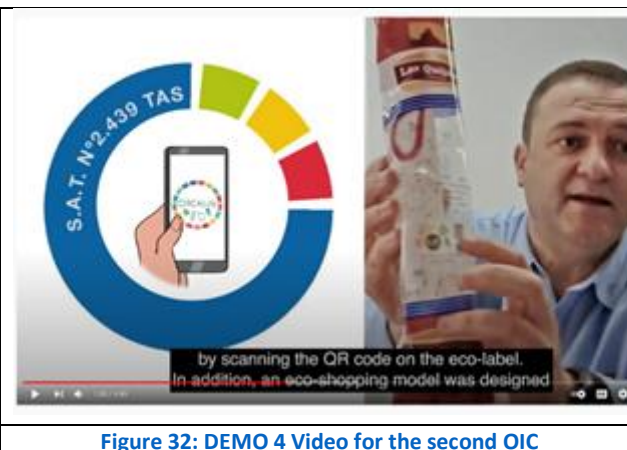 S.A.T. Nº2.439 TAS
by scanning the QR code on the eco-label.
In addition, an eco-shopping model was designed
Figure 32: DEMO 4 Video for the second OIC